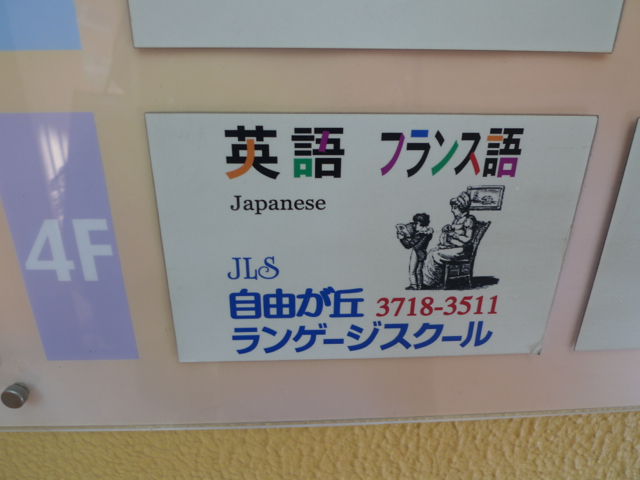 4F
英語 フランス語
Japanese
JLS
自由が丘 3718-3511
ランゲージスクール